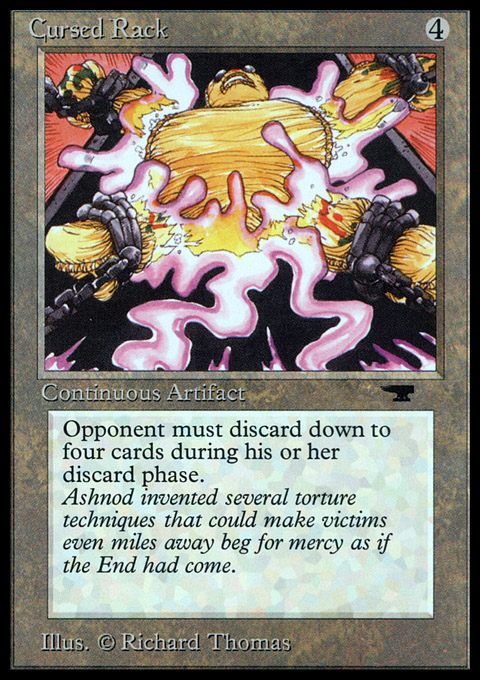 Cursed Rack 4
Continuous Artifact
Opponent must discard down to
four cards during his or her
discard phase.
Ashnod invented several torture
techniques that could make victims
even miles away beg for mercy as if
the End had come.
Illus. © Richard Thomas